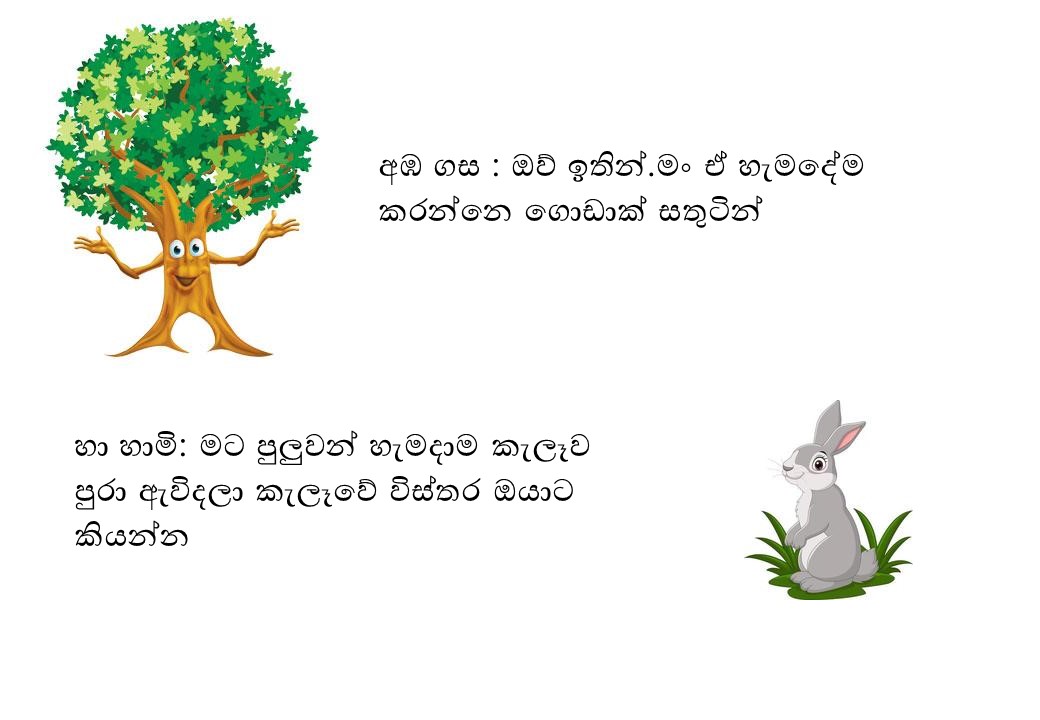 අඹ ගස : ඔව් ඉතින්.මං ඒ හැමදේම
කරන්නෙ ගොඩාක් සතුටින්
හා හාමි: මට පුලුවන් හැමදාම කැලෑව
පුරා ඇවිදලා කැලෑවේ විස්තර ඔයාට
කියන්න